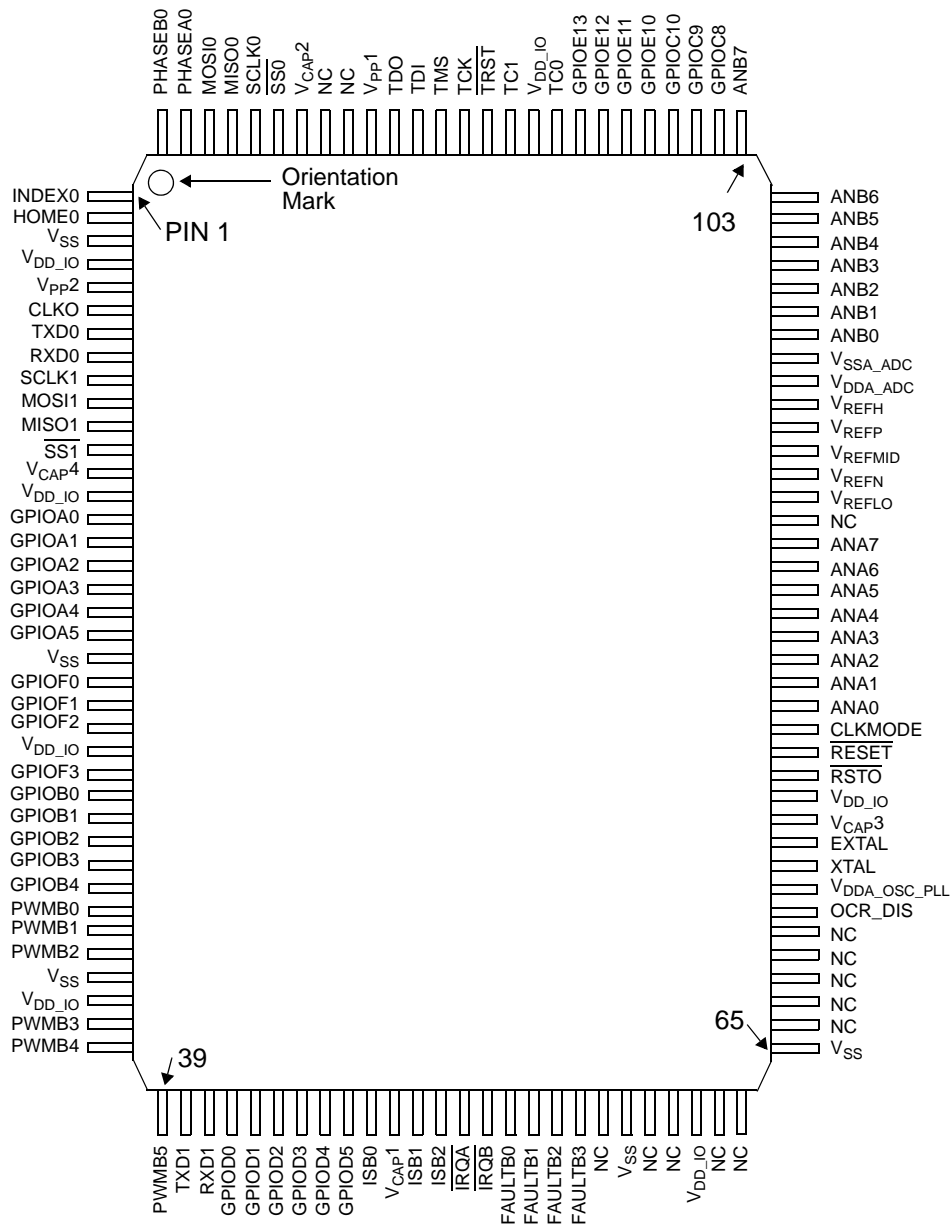 PHASEB0
PHASEA0
MOSI0
MISO0
SCLK0
SS0
VCAP2
NC
NC
VPP1
TDO
TDI
TMS
TCK
TRST
TC1
VDD_IO
TC0
GPIOE13
GPIOE12
GPIOE11
GPIOE10
GPIOC10
GPIOC9
GPIOC8
ANB7
Orientation
Mark
PIN 1
103
INDEX0
HOME0
VSS
VDD_IO
VPP2
CLKO
TXD0
RXD0
SCLK1
MOSI1
MISO1
SS1
VCAP4
VDD_IO
GPIOA0
GPIOA1
GPIOA2
GPIOA3
GPIOA4
GPIOA5
VSS
GPIOF0
GPIOF1
GPIOF2
VDD_IO
GPIOF3
GPIOB0
GPIOB1
GPIOB2
GPIOB3
GPIOB4
PWMB0
PWMB1
PWMB2
VSS
VDD_IO
PWMB3
PWMB4
ANB6
ANB5
ANB4
ANB3
ANB2
ANB1
ANB0
VSSA_ADC
VDDA_ADC
VREFH
VREFP
VREFMID
VREFN
VREFLO
NC
ANA7
ANA6
ANA5
ANA4
ANA3
ANA2
ANA1
ANA0
CLKMODE
RESET
RSTO
VDD_IO
VCAP3
EXTAL
XTAL
VDDA_OSC_PLL
OCR_DIS
NC
NC
NC
NC
NC
VSS
39
65
PWMB5
TXD1
RXD1
GPIOD0
GPIOD1
GPIOD2
GPIOD3
GPIOD4
GPIOD5
ISB0
VCAP1
ISB1
ISB2
IRQA
IRQB
FAULTB0
FAULTB1
FAULTB2
FAULTB3
NC
VSS
NC
NC
VDD_IO
NC
NC